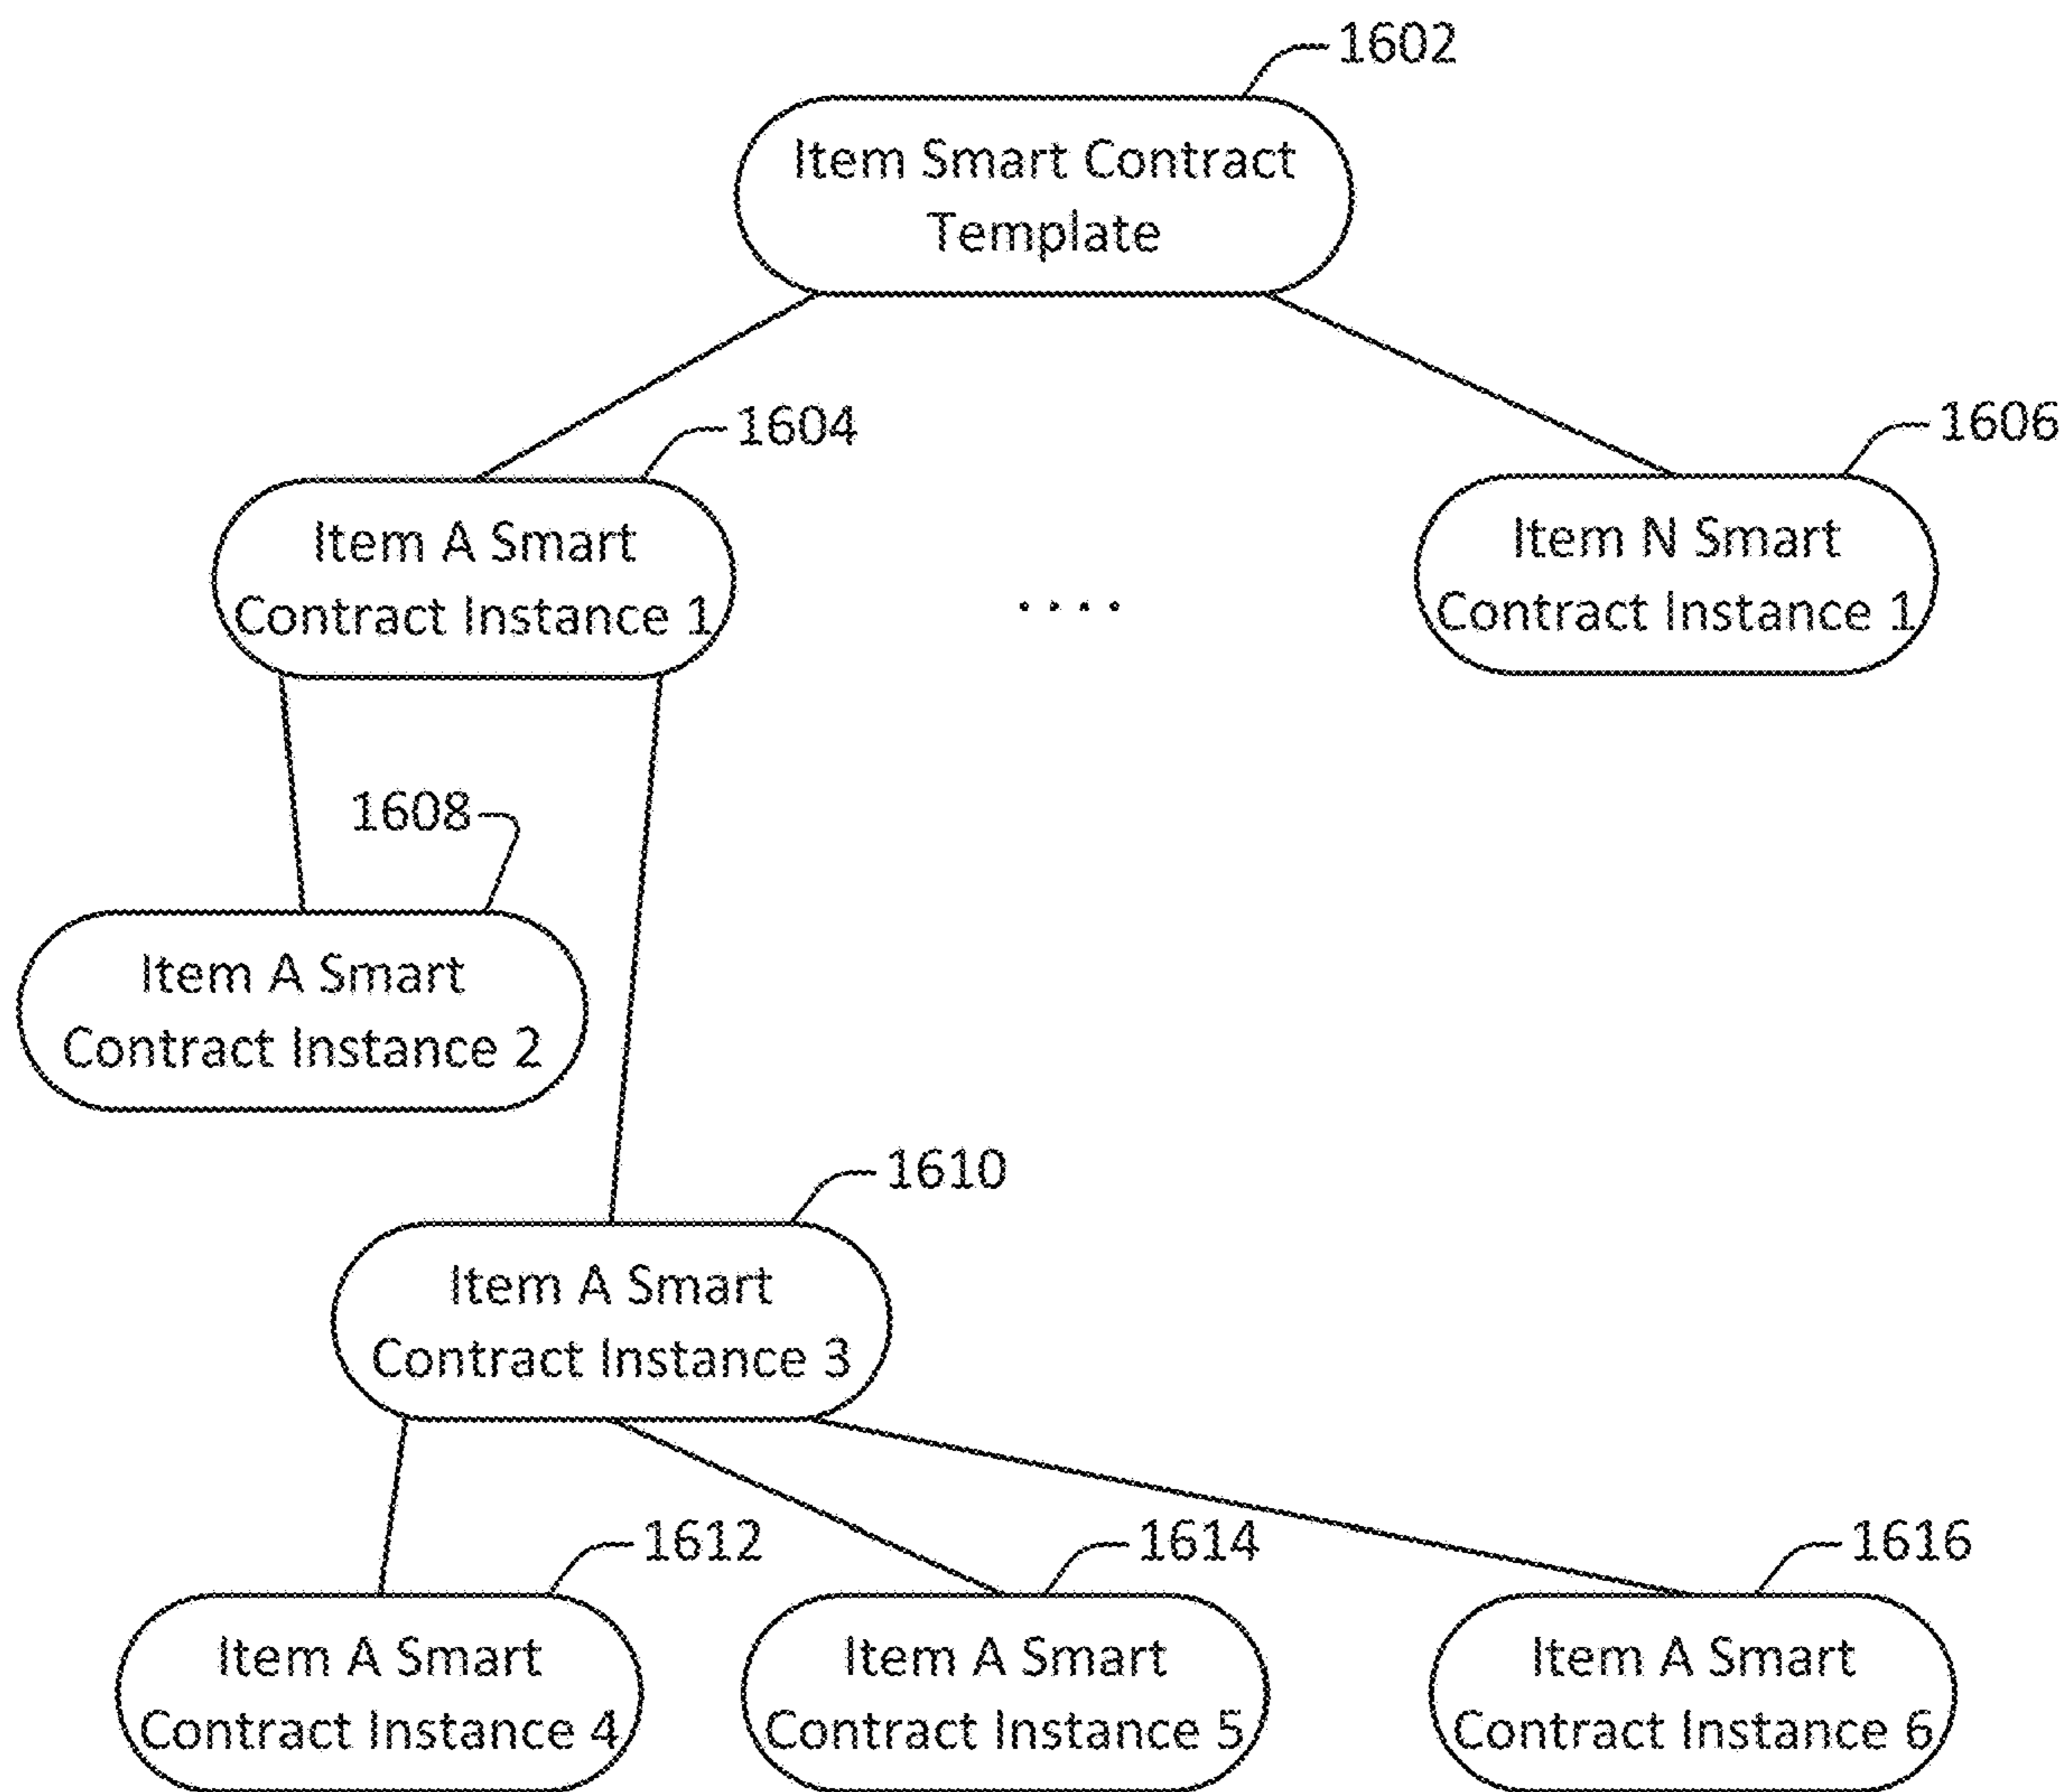 1602
Item Smart Contract
Template
1604
1606
Item A Smart
Contract Instance 1
. . . .
Item N Smart
Contract Instance 1
1608
Item A Smart
Contract Instance 2
1610
Item A Smart
Contract Instance 3
1612
1614
1616
Item A Smart
Contract Instance 4
Item A Smart
Contract Instance 5
Item A Smart
Contract Instance 6